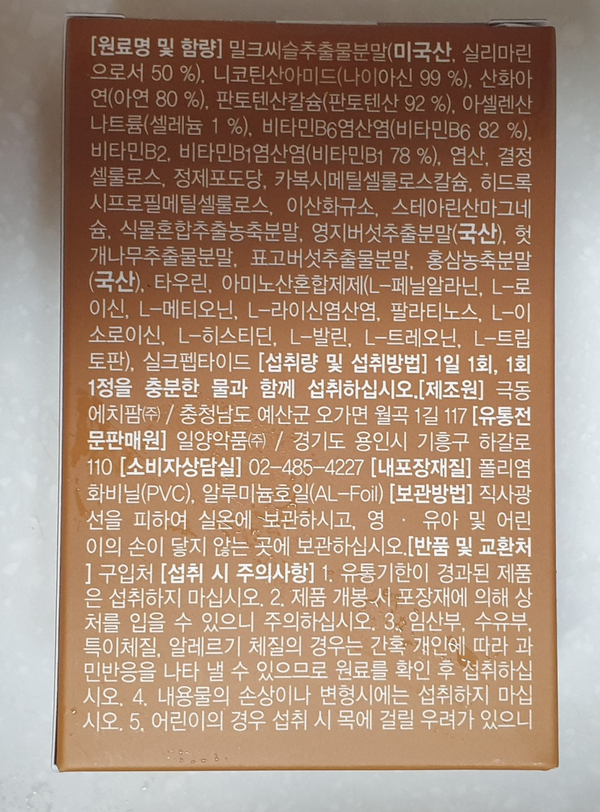 [원료명 및 함량] 밀크씨슬추출물분말(미국산, 실리마린
으로서 50 %), 니코틴산아미드(나이아신 99 %), 산화아
연(아연 80 %), 판토텐산칼슘(판토텐산 92 %), 아셀렌산
나트륨(셀레늄 1 %), 비타민B6염산염(비타민B6 82 %),
비타민B2, 비타민B1염산염(비타민B1 78 %), 엽산, 결정
셀룰로스, 정제포도당, 카복시메틸셀룰로스칼슘, 히드록
시프로필메틸셀룰로스, 이산화규소, 스테아린산마그네
슘, 식물혼합추출농축분말, 영지버섯추출분말(국산), 헛
개나무추출물분말, 표고버섯추출물분말, 홍삼농축분말
(국산), 타우린, 아미노산혼합제제(L-페닐알라닌, L-로
이신, L-메티오닌, L-라이신염산염, 팔라티노스, L-이
소로이신, L-히스티딘, L-발린, L-트레오닌, L-트립
토판), 실크펩타이드 [섭취량 및 섭취방법] 1일 1회, 1회
1정을 충분한 물과 함께 섭취하십시오.[제조원] 극동
에치팜㈜ / 충청남도 예산군 오가면 월곡 1길 117 [유통전
문판매원] 일양약품㈜ / 경기도 용인시 기흥구 하갈로
110 [소비자상담실] 02-485-4227 [내포장재질] 폴리염
화비닐(PVC), 알루미늄호일(AL-Foil) [보관방법] 직사광
선을 피하여 실온에 보관하시고, 영 · 유아 및 어린
이의 손이 닿지 않는 곳에 보관하십시오.[반품 및 교환처
] 구입처 [섭취 시 주의사항] 1. 유통기한이 경과된 제품
은 섭취하지 마십시오. 2. 제품 개봉 시 포장재에 의해 상
처를 입을 수 있으니 주의하십시오. 3. 임산부, 수유부,
특이체질, 알레르기 체질의 경우는 간혹 개인에 따라 과
민반응을 나타 낼 수 있으므로 원료를 확인 후 섭취하십
시오. 4. 내용물의 손상이나 변형시에는 섭취하지 마십
시오. 5. 어린이의 경우 섭취 시 목에 걸릴 우려가 있으니